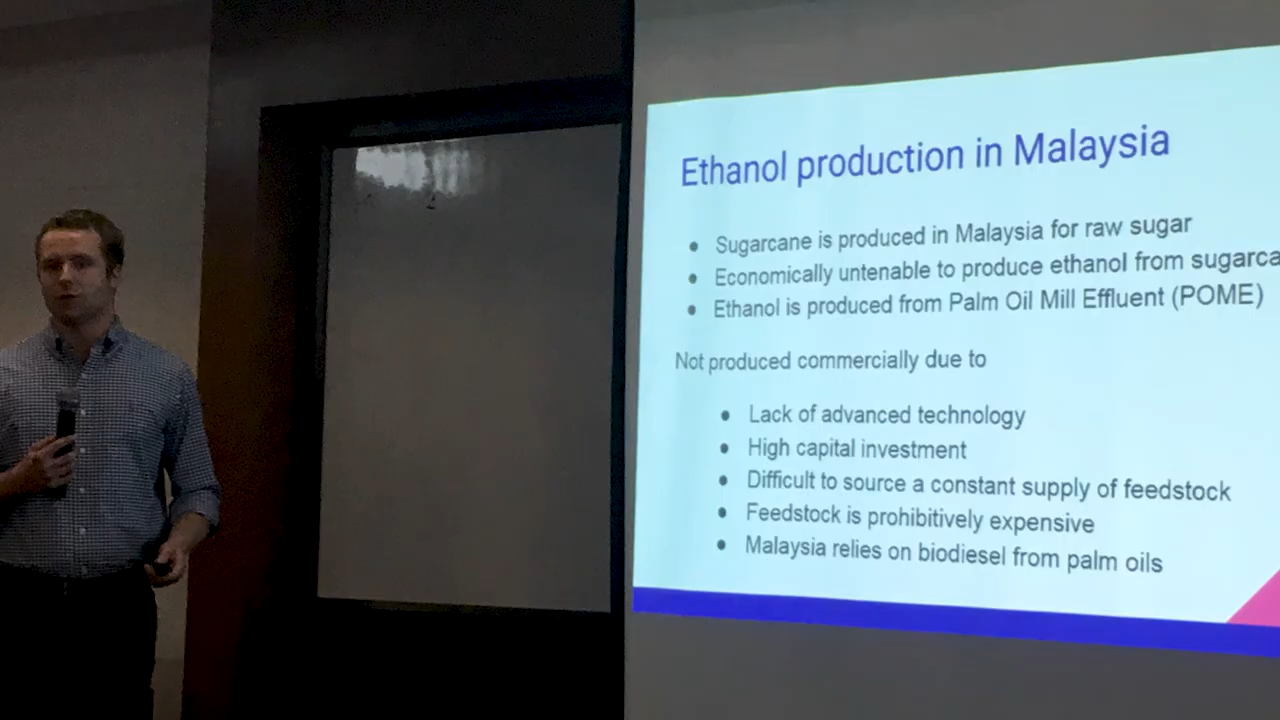 Ethanol production in Malaysia
● Sugarcane is produced in Malaysia for raw sugar
● Economically untenable to produce ethanol from sugarca
● Ethanol is produced from Palm Oil Mill Effluent (POME)
Not produced commercially due to
● Lack of advanced technology
● High capital investment
● Difficult to source a constant supply of feedstock
● Feedstock is prohibitively expensive
● Malaysia relies on biodiesel from palm oils